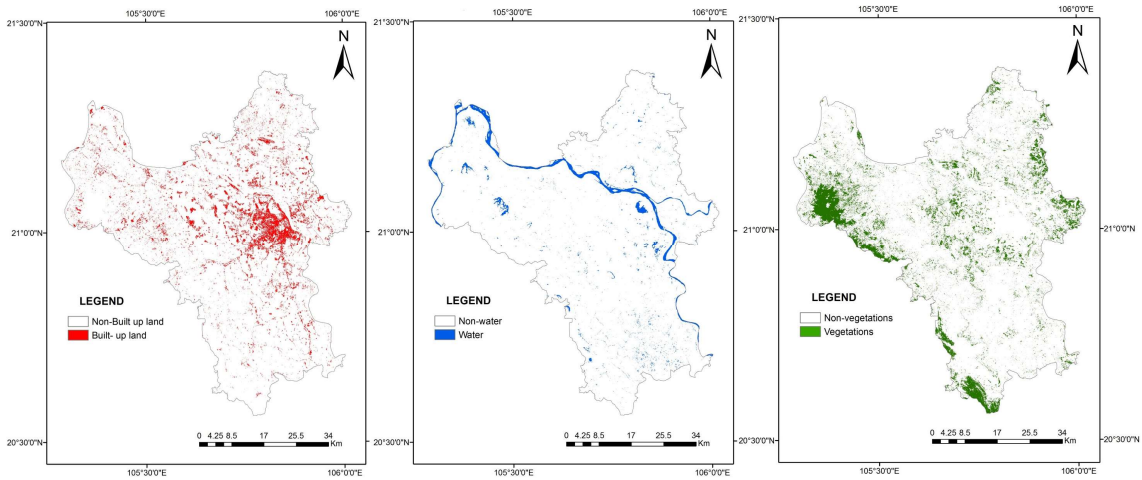 105°30'0"E
106°0'0"E
21°30'0"N
N
21°0'0"N
LEGEND
Non-Built up land
Built- up land
0 4.25 8.5 17 25.5 34
Km
20°30'0"N
105°30'0"E
106°0'0"E
105°30'0"E
106°0'0"E
21°30'0"N
N
21°0'0"N
LEGEND
Non-water
Water
0 4.25 8.5 17 25.5 34
Km
20°30'0"N
105°30'0"E
106°0'0"E
105°30'0"E
106°0'0"E
21°30'0"N
N
21°0'0"N
LEGEND
Non-vegetations
Vegetations
0 4.25 8.5 17 25.5 34
Km
20°30'0"N
105°30'0"E
106°0'0"E